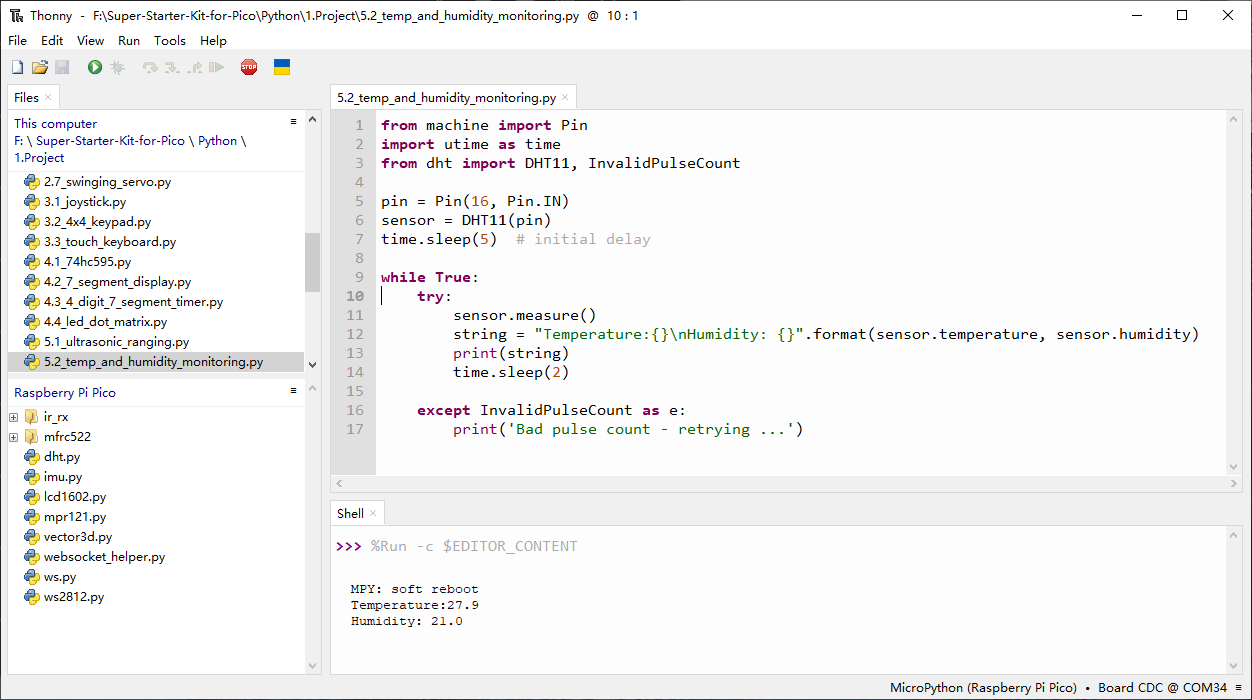 Thonny - F:\Super-Starter-Kit-for-Pico\Python\1.Project\5.2_temp_and_humidity_monitoring.py @ 10 : 1
File Edit View Run Tools Help
STOP
Files
This computer
F: \ Super-Starter-Kit-for-Pico \ Python \
1.Project
2.7_swinging_servo.py
3.1_joystick.py
3.2_4x4_keypad.py
3.3_touch_keyboard.py
4.1_74hc595.py
4.2_7_segment_display.py
4.3_4_digit_7_segment_timer.py
4.4_led_dot_matrix.py
5.1_ultrasonic_ranging.py
5.2_temp_and_humidity_monitoring.py
Raspberry Pi Pico
ir_rx
mfrc522
dht.py
imu.py
lcd1602.py
mpr121.py
vector3d.py
websocket_helper.py
ws.py
ws2812.py
5.2_temp_and_humidity_monitoring.py
1 from machine import Pin
2 import utime as time
3 from dht import DHT11, InvalidPulseCount
4
5 pin = Pin(16, Pin.IN)
6 sensor = DHT11(pin)
7 time.sleep(5)  # initial delay
8
9 while True:
10     try:
11         sensor.measure()
12         string = "Temperature:{}\nHumidity: {}".format(sensor.temperature, sensor.humidity)
13         print(string)
14         time.sleep(2)
15
16     except InvalidPulseCount as e:
17         print('Bad pulse count - retrying ...')
Shell
>>> %Run -c $EDITOR_CONTENT
MPY: soft reboot
Temperature:27.9
Humidity: 21.0
MicroPython (Raspberry Pi Pico) • Board CDC @ COM34